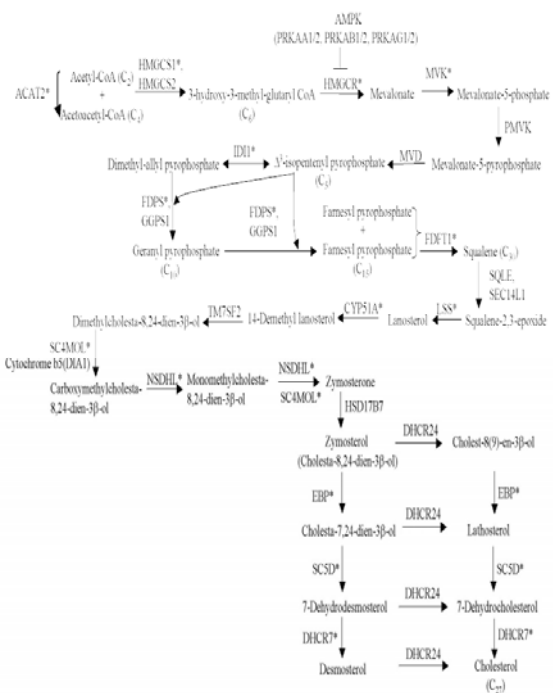 AMPK
(PRKAA1/2, PRKAB1/2, PRKAG1/2)
ACAT2*
Acetyl-CoA (C2)
+
Acetoacetyl-CoA (C4)
HMGCS1*,
HMGCS2
3-hydroxy-3-methyl-glutaryl CoA
(C6)
HMGCR*
Mevalonate
MVK*
Mevalonate-5-phosphate
PMVK
Dimethyl-allyl pyrophosphate
IDI1*
-isopentenyl pyrophosphate
(C5)
MVD
Mevalonate-5-pyrophosphate
FDPS*,
GGPS1
FDPS*,
GGPS1
Farnesyl pyrophosphate
+
Geranyl pyrophosphate
(C10)
Farnesyl pyrophosphate
(C15)
FDFT1*
Squalene (C30)
SQLE,
SEC14L1
Dimethylcholesta-8,24-dien-3β-ol
TM7SF2
14-Demethyl lanosterol
CYP51A*
Lanosterol
LSS*
Squalene-2,3-epoxide
SC4MOL*
Cytochrome b5(DIA1)
Carboxymethylcholesta-
8,24-dien-3β-ol
NSDHL*
Monomethylcholesta-
8,24-dien-3β-ol
NSDHL*
SC4MOL*
Zymosterone
HSD17B7
Zymosterol
(Cholesta-8,24-dien-3β-ol)
DHCR24
Cholest-8(9)-en-3β-ol
EBP*
EBP*
Cholesta-7,24-dien-3β-ol
DHCR24
Lathosterol
SC5D*
SC5D*
7-Dehydrodesmosterol
DHCR24
7-Dehydrocholesterol
DHCR7*
DHCR7*
Desmosterol
DHCR24
Cholesterol
(C27)